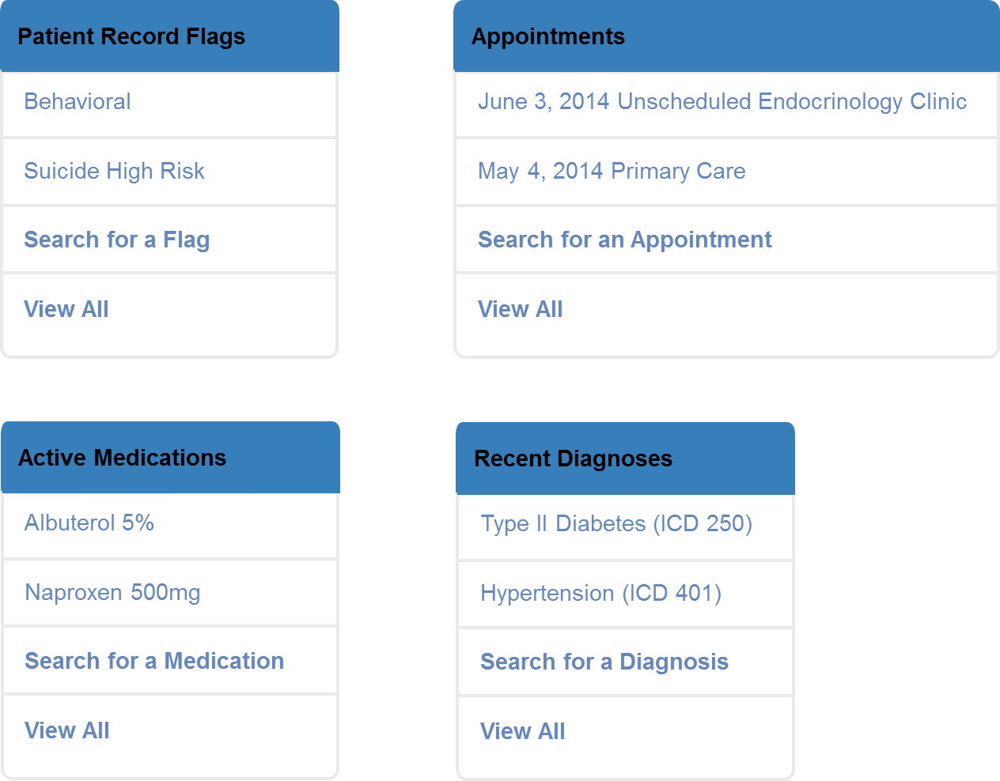 Patient Record Flags
Behavioral
Suicide High Risk
Search for a Flag
View All
Appointments
June 3, 2014 Unscheduled Endocrinology Clinic
May 4, 2014 Primary Care
Search for an Appointment
View All
Active Medications
Albuterol 5%
Naproxen 500mg
Search for a Medication
View All
Recent Diagnoses
Type II Diabetes (ICD 250)
Hypertension (ICD 401)
Search for a Diagnosis
View All